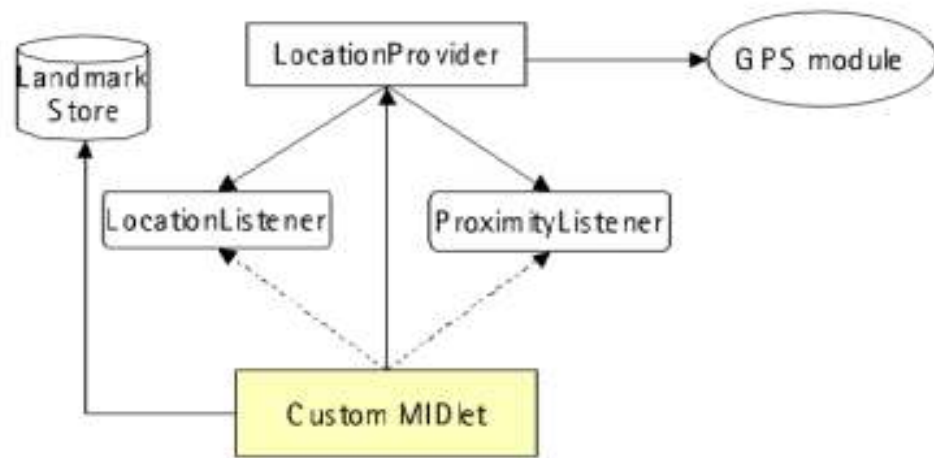 LocationProvider
GPS module
Landmark
Store
LocationListener
ProximityListener
Custom MIDlet